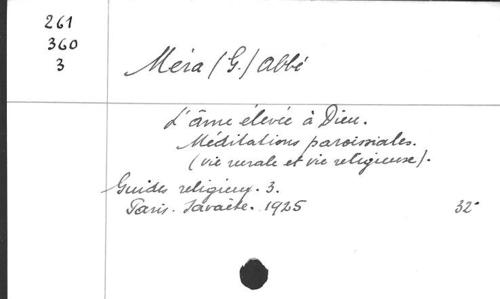 261
360
3
Méra (G.) Abbé
L'âme élevée à Dieu.
Méditations paroissiales.
(vie rurale et vie religieuse).
Guides religieux. 3.
Paris. Savaète. 1925 32°